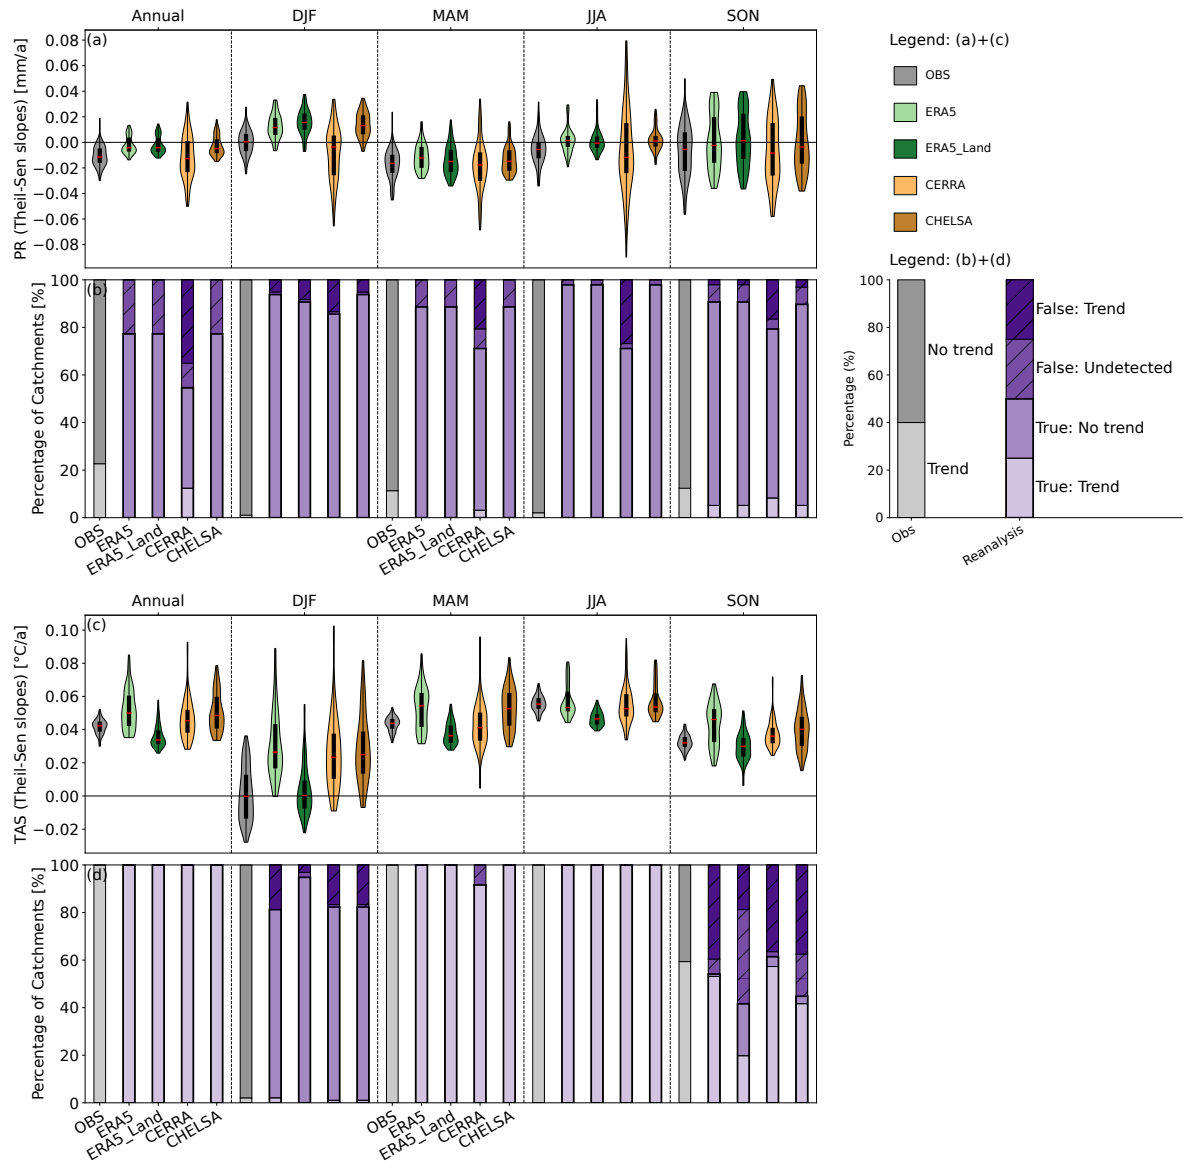 Annual DJF MAM JJA SON
(a)
PR (Theil-Sen slopes) [mm/a]
0.08
0.06
0.04
0.02
0.00
−0.02
−0.04
−0.06
−0.08
Legend: (a)+(c)
OBS
ERA5
ERA5_Land
CERRA
CHELSA
(b)
Percentage of Catchments [%]
100
80
60
40
20
0
OBS ERA5 ERA5_Land CERRA CHELSA OBS ERA5 ERA5_Land CERRA CHELSA
Legend: (b)+(d)
Percentage (%)
100
80
60
40
20
0
No trend
Trend
False: Trend
False: Undetected
True: No trend
True: Trend
Obs Reanalysis
Annual DJF MAM JJA SON
(c)
TAS (Theil-Sen slopes) [°C/a]
0.10
0.08
0.06
0.04
0.02
0.00
−0.02
(d)
Percentage of Catchments [%]
100
80
60
40
20
0
OBS ERA5 ERA5_Land CERRA CHELSA OBS ERA5 ERA5_Land CERRA CHELSA